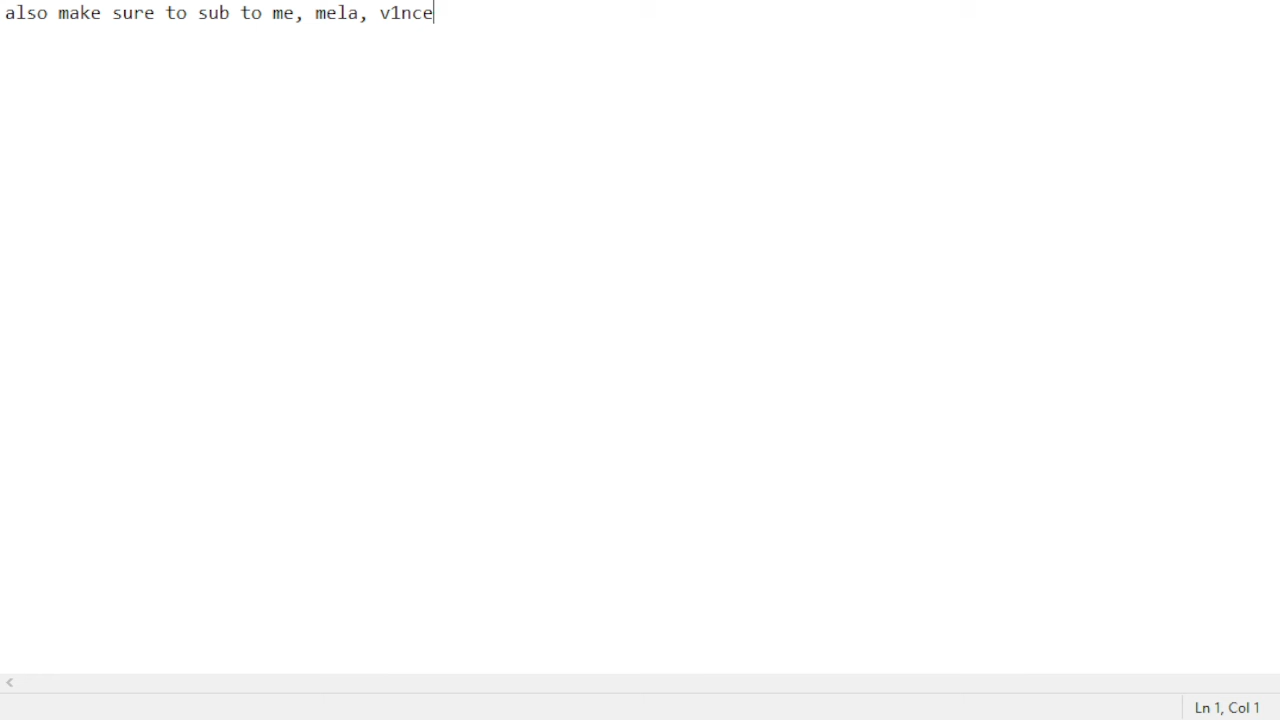 also make sure to sub to me, mela, v1nce
Ln 1, Col 1